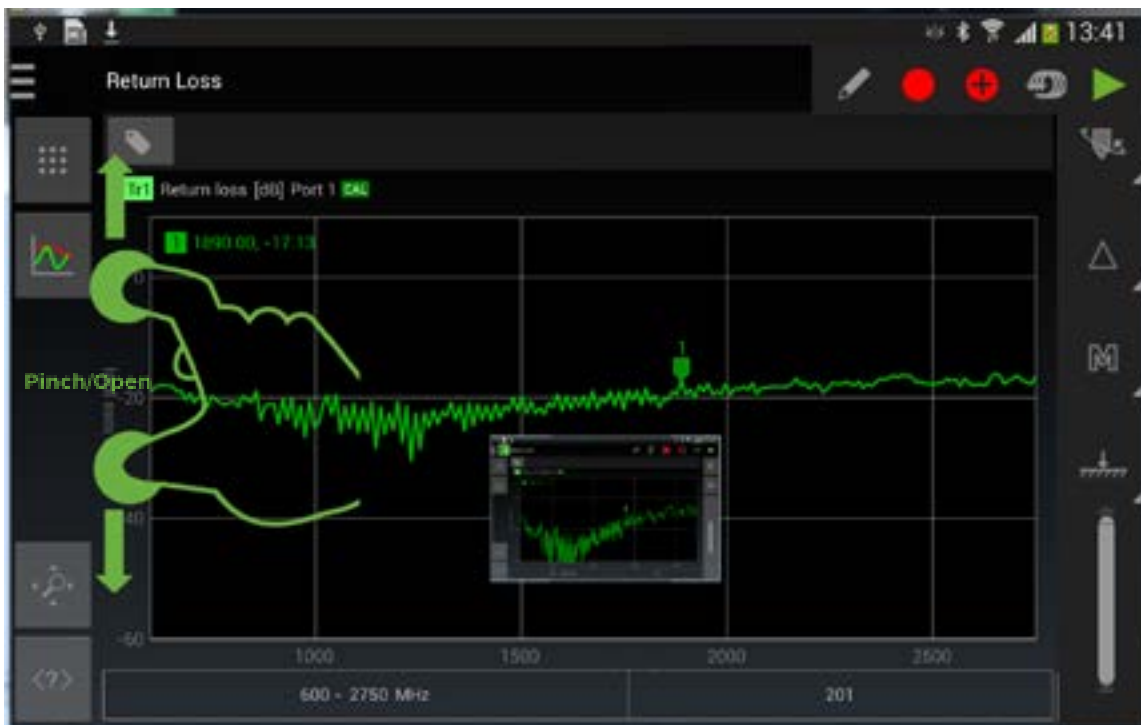 13:41
Return Loss
Tr1 Return loss [dB] Port 1 CAL
1 1890.00, -17.13
0
1
Pinch/Open
-20
-40
-60
1000 1500 2000 2500
M
<?>
600 - 2750 MHz 201